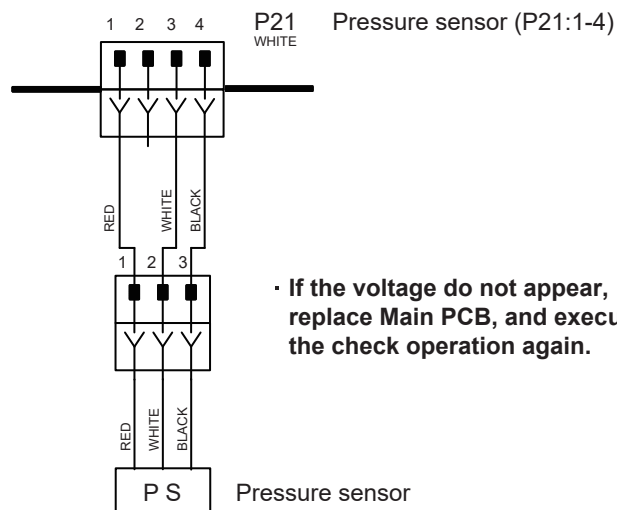 1 2 3 4
P21
WHITE
Pressure sensor (P21:1-4)
RED
WHITE
BLACK
1 2 3
· If the voltage do not appear,
replace Main PCB, and execu
the check operation again.
RED
WHITE
BLACK
P S
Pressure sensor